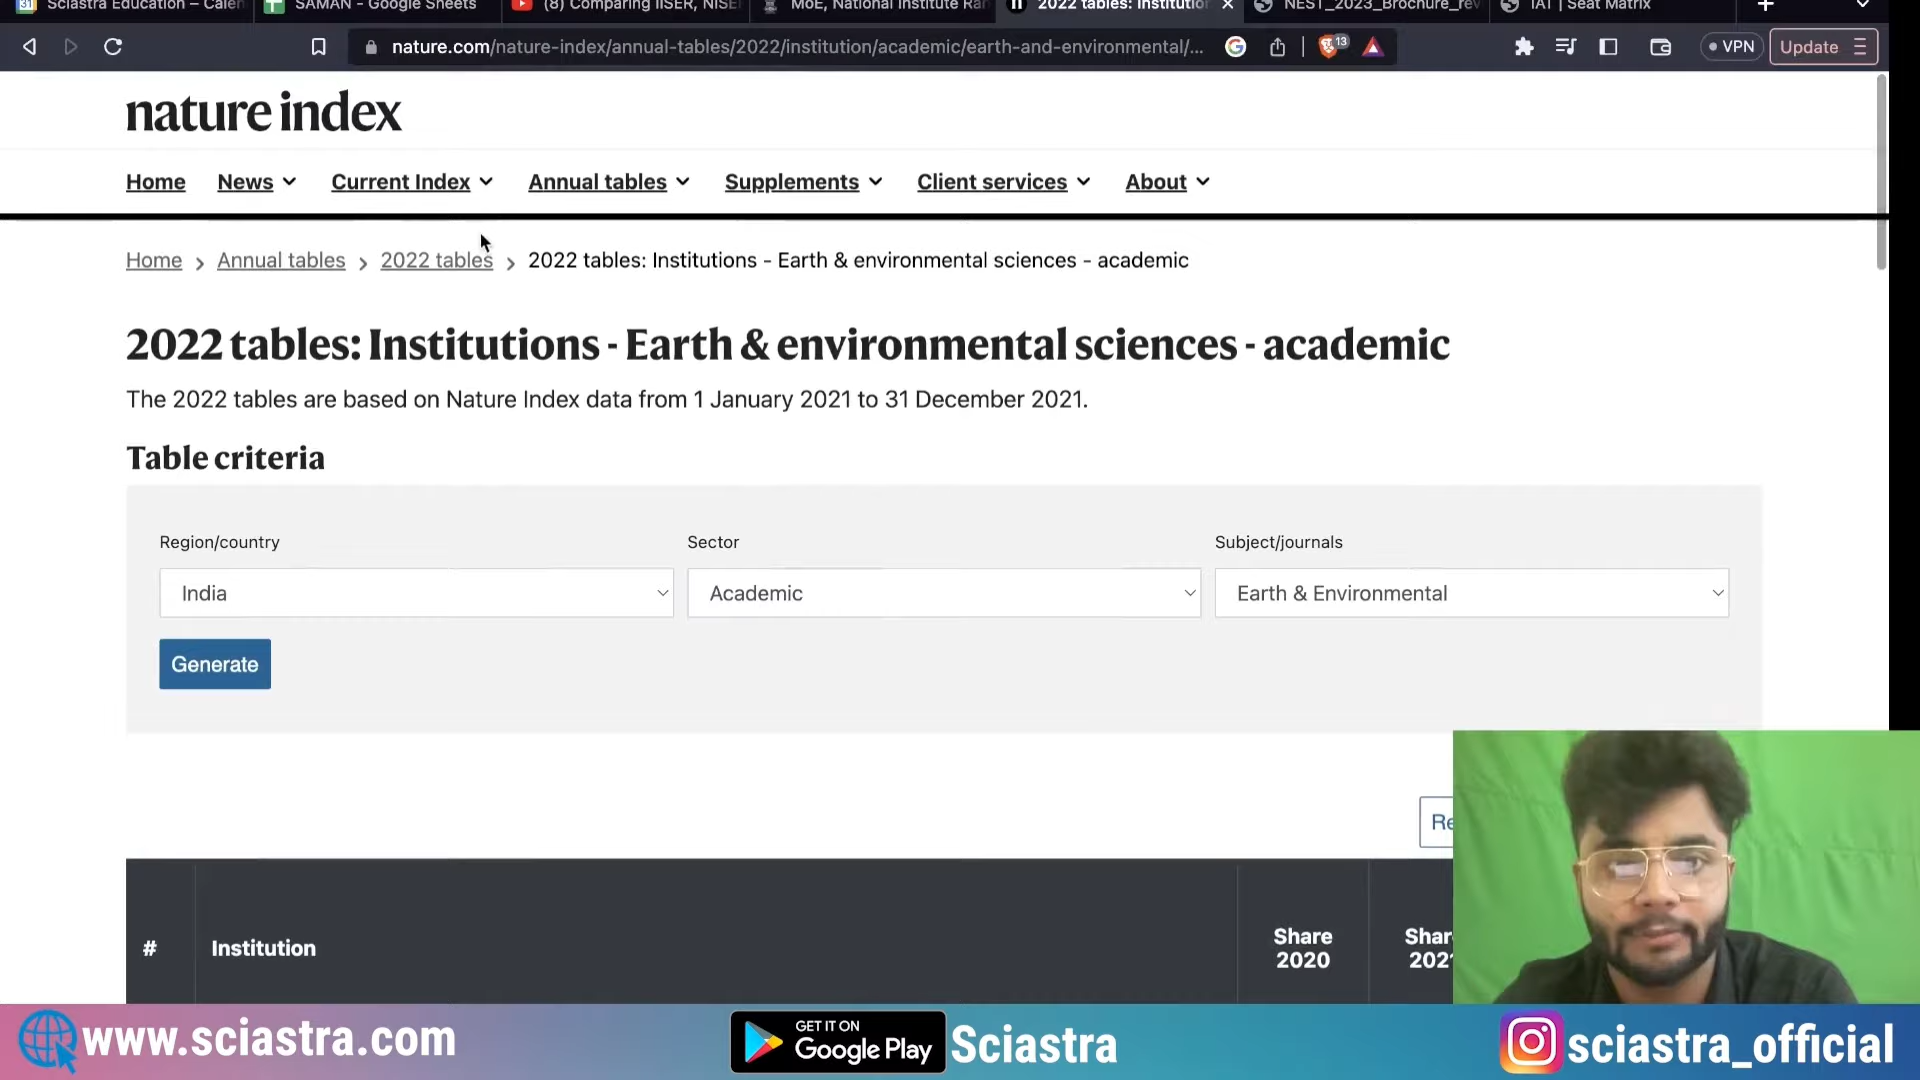 Sciastra Education – Calen
SAMAN - Google Sheets
(8) Comparing IISER, NISE
MoE, National Institute Ran
2022 tables: Institution
NEST_2023_Brochure_rev
IAT | Seat Matrix
nature.com/nature-index/annual-tables/2022/institution/academic/earth-and-environmental/...
13
VPN
Update
nature index
Home
News
Current Index
Annual tables
Supplements
Client services
About
Home > Annual tables > 2022 tables > 2022 tables: Institutions - Earth & environmental sciences - academic
2022 tables: Institutions - Earth & environmental sciences - academic
The 2022 tables are based on Nature Index data from 1 January 2021 to 31 December 2021.
Table criteria
Region/country
Sector
Subject/journals
India
Academic
Earth & Environmental
Generate
Re
#
Institution
Share
2020
Shar
202
www.sciastra.com
GET IT ON
Google Play
Sciastra
sciastra_official